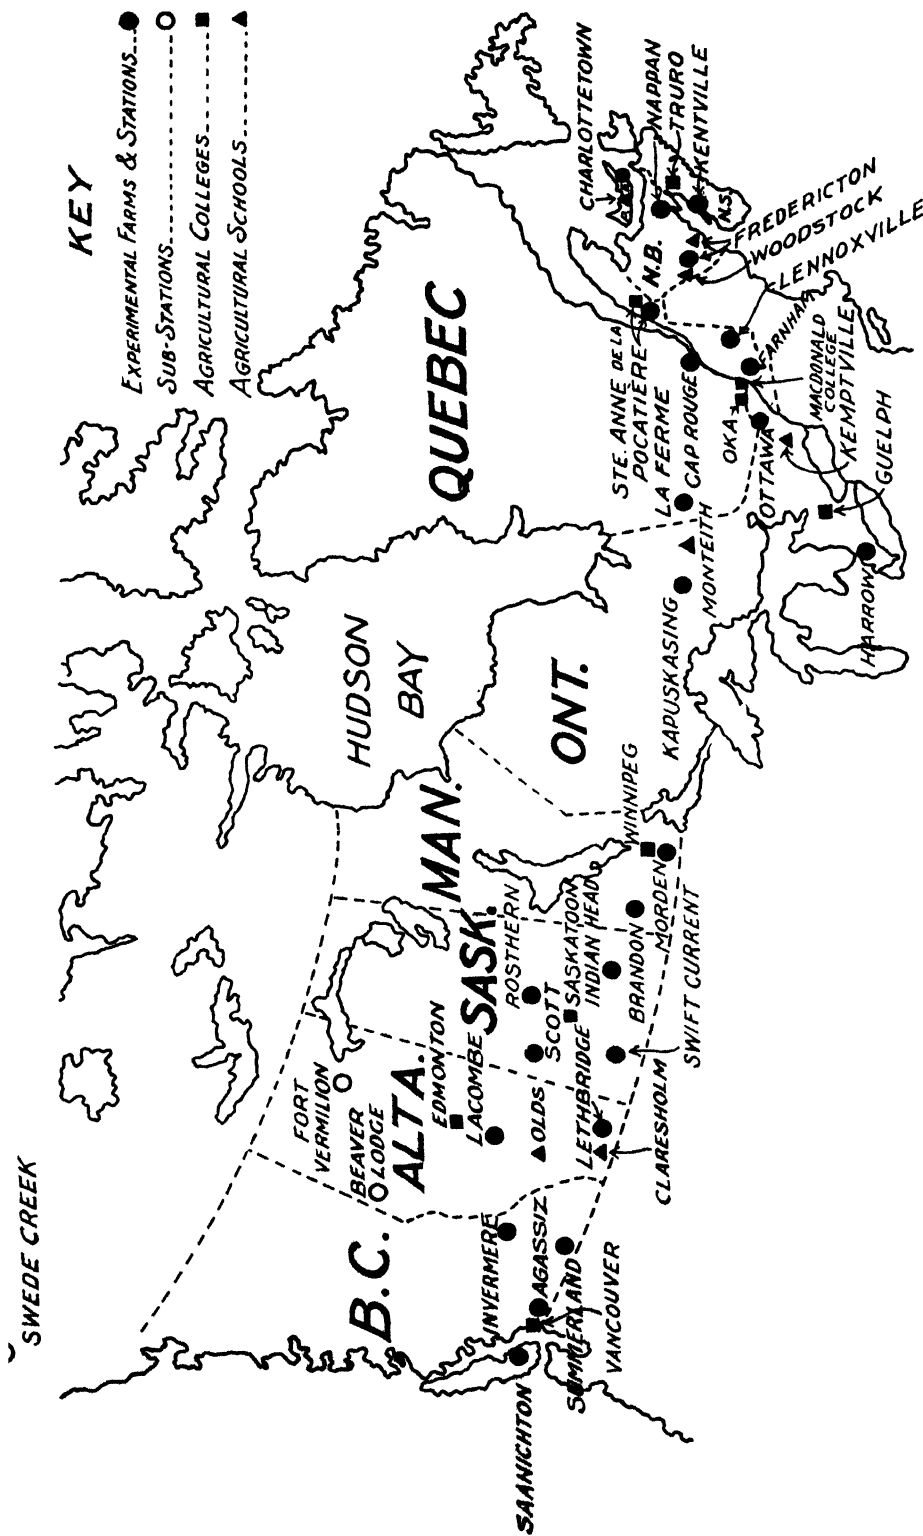 KEY
EXPERIMENTAL FARMS & STATIONS
SUB-STATIONS
AGRICULTURAL COLLEGES
AGRICULTURAL SCHOOLS
SWEDE CREEK
HUDSON
BAY
QUEBEC
ONT.
MAN.
SASK.
ALTA.
B.C.
N.B.
N.S.
P.E.I.
FORT
VERMILION
BEAVER
LODGE
EDMONTON
LACOMBE
OLDS
LETHBRIDGE
CLARESHOLM
INVERMERE
AGASSIZ
SUMMERLAND
VANCOUVER
SAANICHTON
ROSTHERN
SCOTT
SASKATOON
INDIAN HEAD
SWIFT CURRENT
BRANDON
MORDEN
WINNIPEG
KAPUSKASING
MONTEITH
HARROW
GUELPH
KEMPTVILLE
OTTAWA
OKA
MACDONALD
COLLEGE
FARNHAM
LENNOXVILLE
LA FERME
CAP ROUGE
STE. ANNE DE LA
POCATIÈRE
WOODSTOCK
FREDERICTON
CHARLOTTETOWN
NAPPAN
TRURO
KENTVILLE